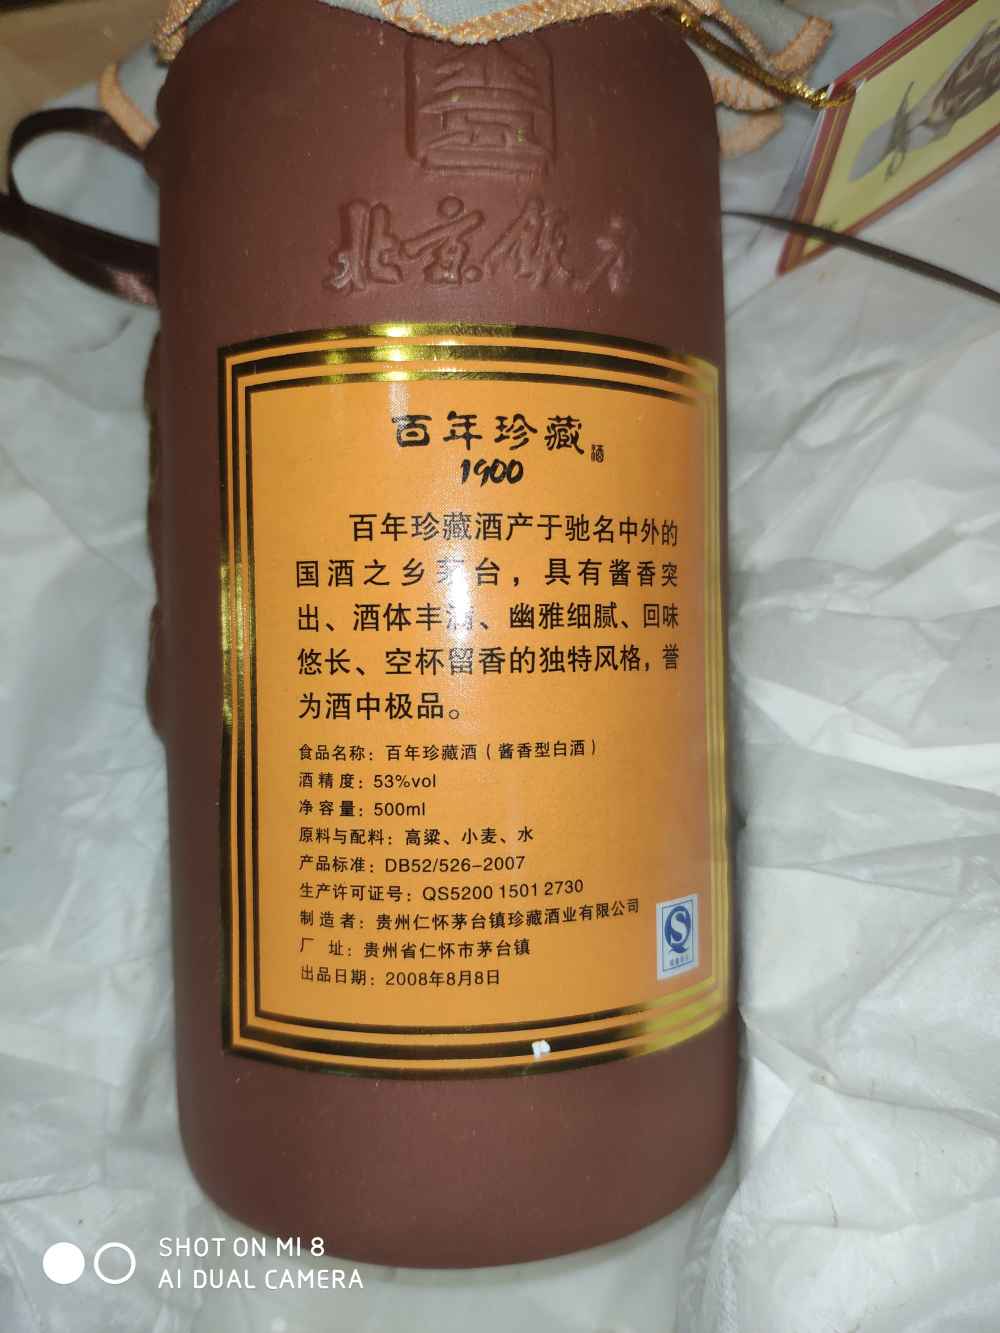 北京饭
百年珍藏酒
1900
百年珍藏酒产于驰名中外的
国酒之乡茅台，具有酱香突
出、酒体丰满、幽雅细腻、回味
悠长、空杯留香的独特风格，誉
为酒中极品。
食品名称：百年珍藏酒（酱香型白酒）
酒精度：53%vol
净容量：500ml
原料与配料：高粱、小麦、水
产品标准：DB52/526-2007
生产许可证号：QS5200 1501 2730
制造者：贵州仁怀茅台镇珍藏酒业有限公司
厂址：贵州省仁怀市茅台镇
出品日期：2008年8月8日
SHOT ON MI 8
AI DUAL CAMERA